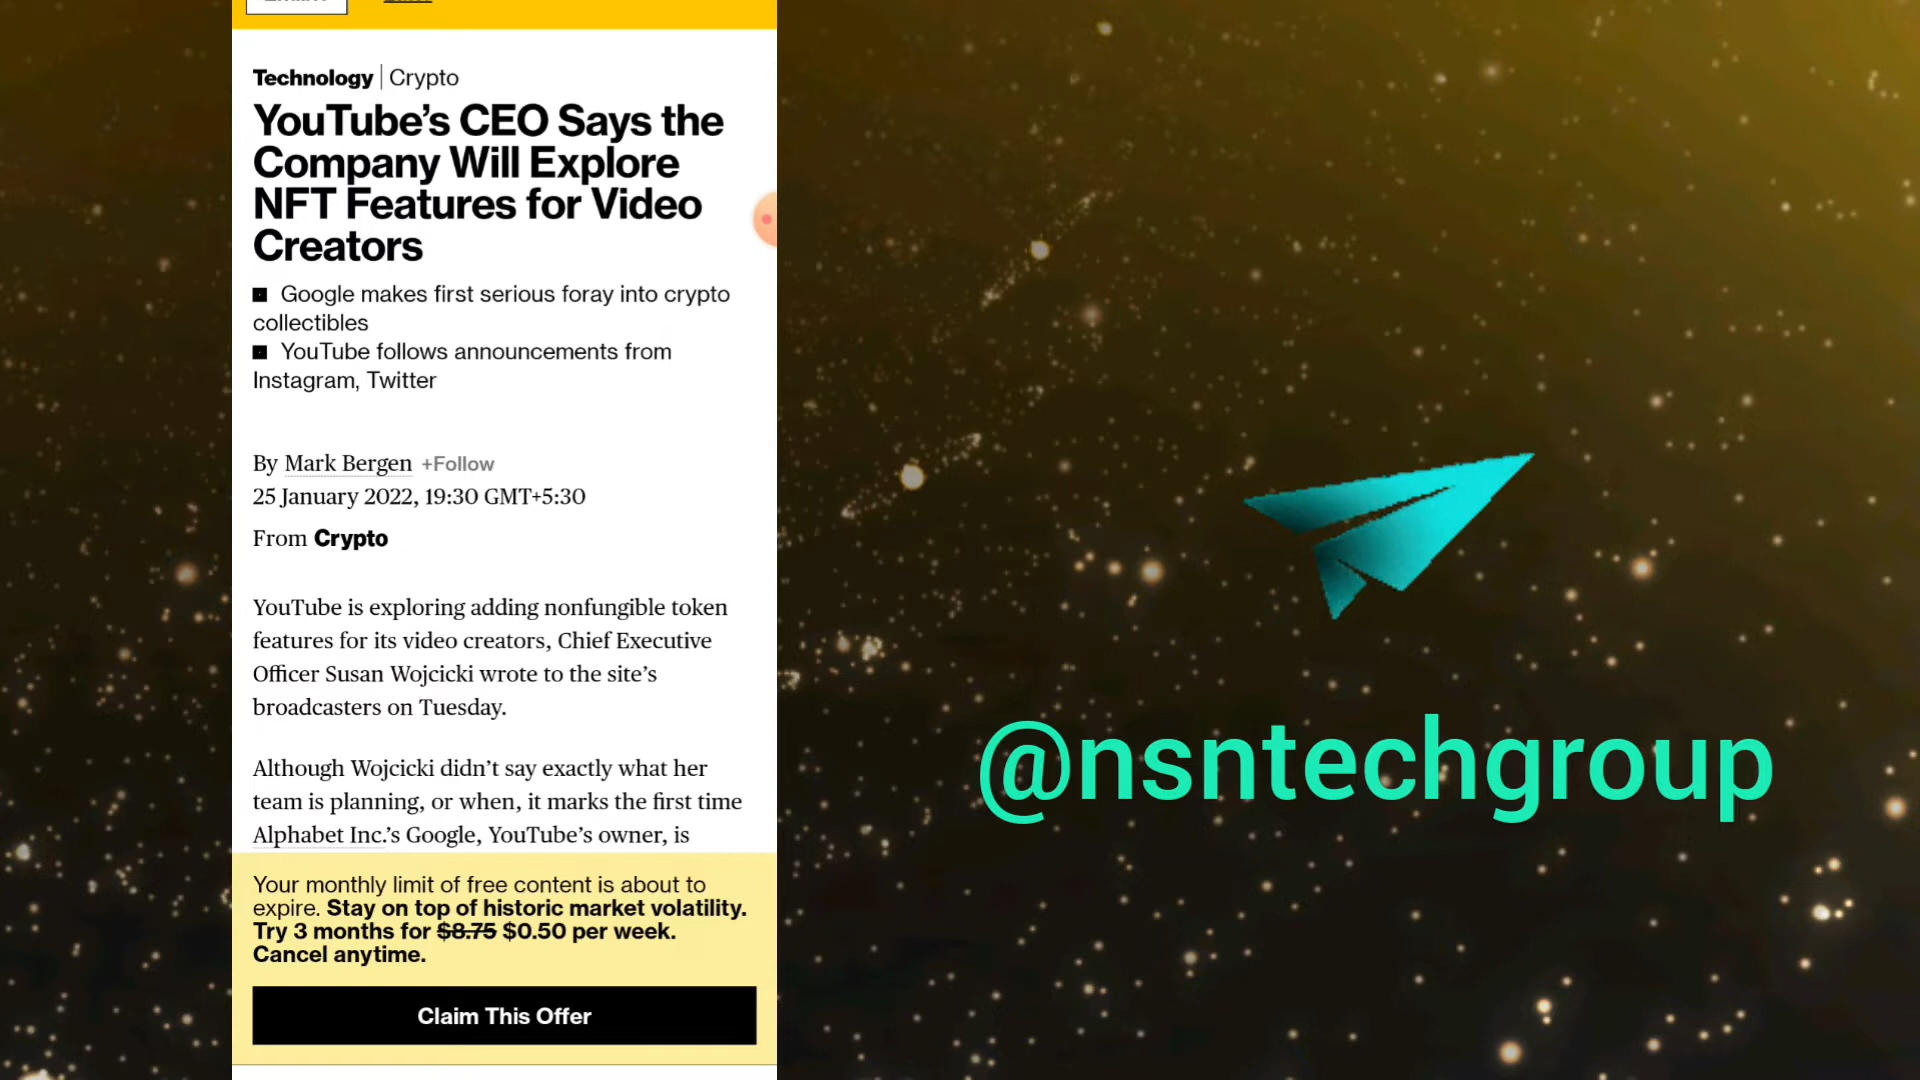 Technology | Crypto
YouTube’s CEO Says the
Company Will Explore
NFT Features for Video
Creators
■ Google makes first serious foray into crypto
collectibles
■ YouTube follows announcements from
Instagram, Twitter
By Mark Bergen +Follow
25 January 2022, 19:30 GMT+5:30
From Crypto
YouTube is exploring adding nonfungible token
features for its video creators, Chief Executive
Officer Susan Wojcicki wrote to the site’s
broadcasters on Tuesday.
Although Wojcicki didn’t say exactly what her
team is planning, or when, it marks the first time
Alphabet Inc.’s Google, YouTube’s owner, is
Your monthly limit of free content is about to
expire. Stay on top of historic market volatility.
Try 3 months for $8.75 $0.50 per week.
Cancel anytime.
Claim This Offer
@nsntechgroup